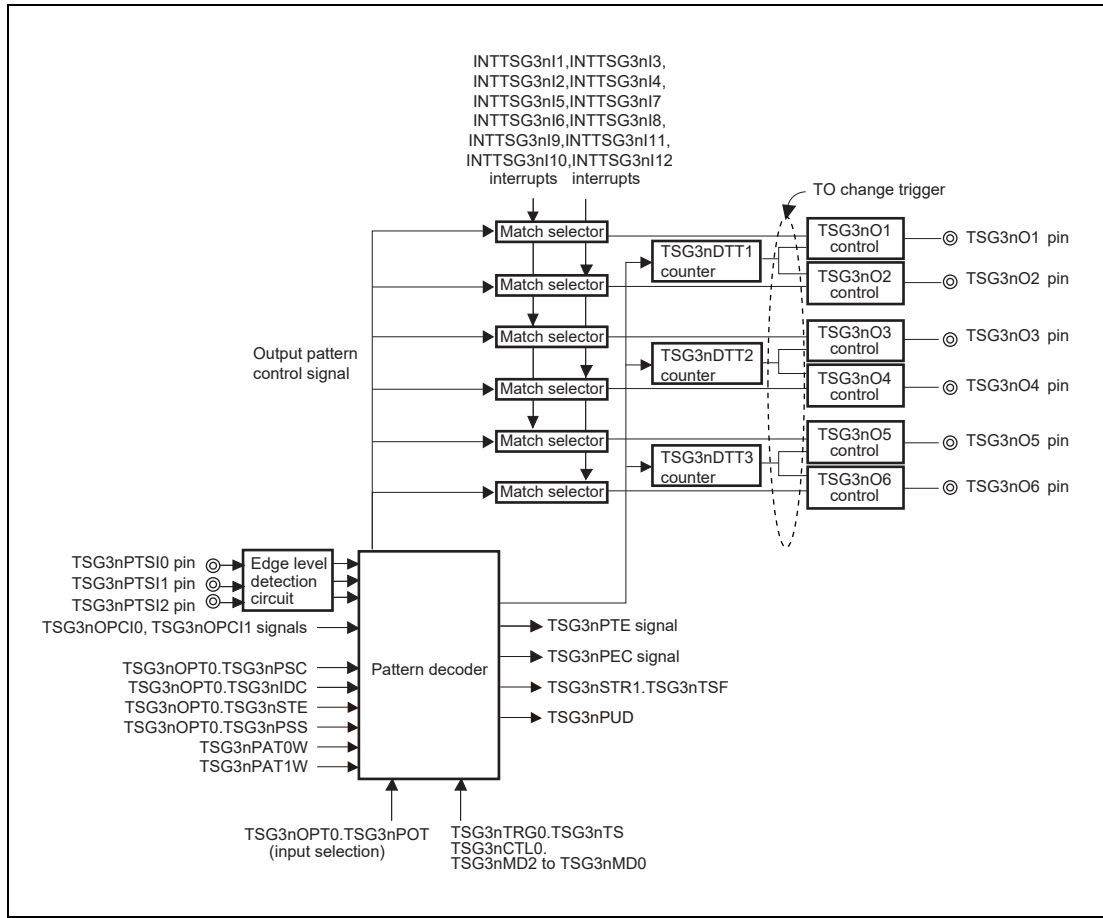 INTTSG3nI1,INTTSG3nI3,
INTTSG3nI2,INTTSG3nI4,
INTTSG3nI5,INTTSG3nI7
INTTSG3nI6,INTTSG3nI8,
INTTSG3nI9,INTTSG3nI11,
INTTSG3nI10,INTTSG3nI12
interrupts interrupts
TO change trigger
Match selector
Match selector
Match selector
Match selector
Match selector
Match selector
TSG3nDTT1
counter
TSG3nDTT2
counter
TSG3nDTT3
counter
TSG3nO1
control
TSG3nO2
control
TSG3nO3
control
TSG3nO4
control
TSG3nO5
control
TSG3nO6
control
TSG3nO1 pin
TSG3nO2 pin
TSG3nO3 pin
TSG3nO4 pin
TSG3nO5 pin
TSG3nO6 pin
Output pattern
control signal
TSG3nPTSI0 pin
TSG3nPTSI1 pin
TSG3nPTSI2 pin
Edge level
detection
circuit
TSG3nOPCI0, TSG3nOPCI1 signals
TSG3nOPT0.TSG3nPSC
TSG3nOPT0.TSG3nIDC
TSG3nOPT0.TSG3nSTE
TSG3nOPT0.TSG3nPSS
TSG3nPAT0W
TSG3nPAT1W
Pattern decoder
TSG3nPTE signal
TSG3nPEC signal
TSG3nSTR1.TSG3nTSF
TSG3nPUD
TSG3nOPT0.TSG3nPOT
(input selection)
TSG3nTRG0.TSG3nTS
TSG3nCTL0.
TSG3nMD2 to TSG3nMD0